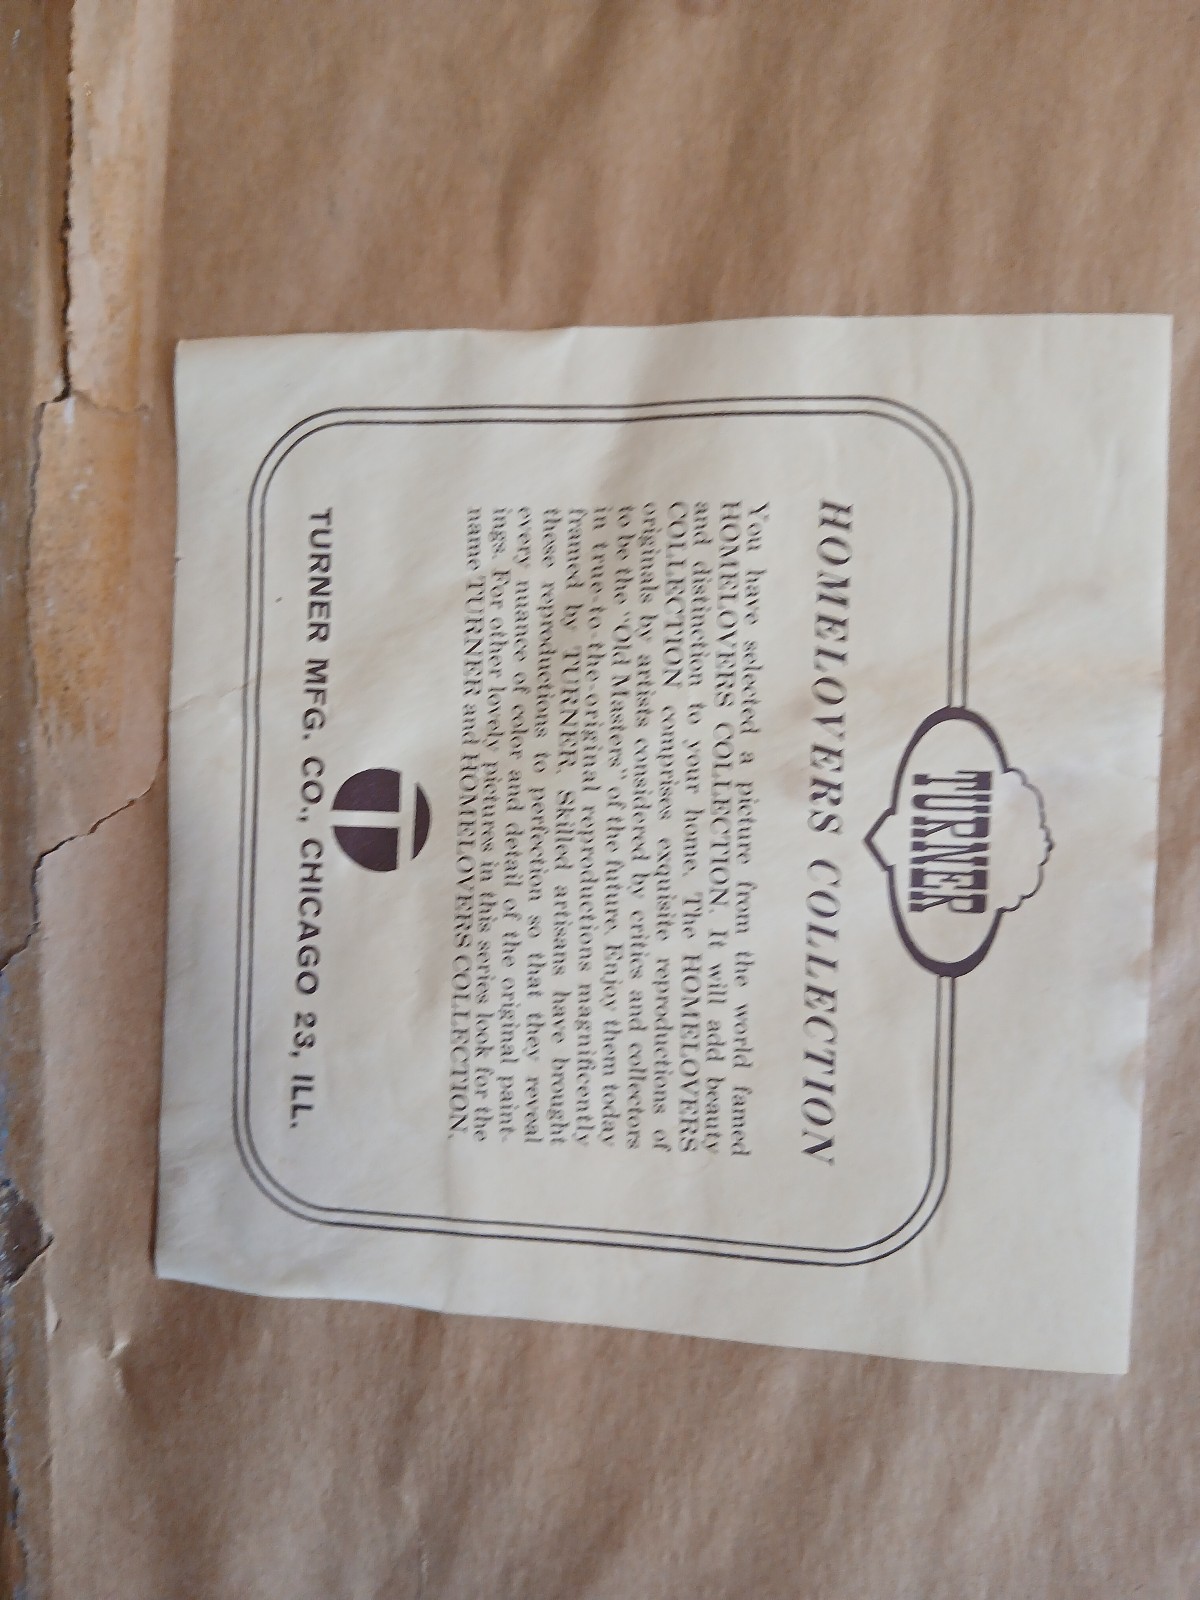 TURNER
HOMELOVERS COLLECTION
You have selected a picture from the world famed
HOMELOVERS COLLECTION. It will add beauty
and distinction to your home. The HOMELOVERS
COLLECTION comprises exquisite reproductions of
originals by artists considered by critics and collectors
to be the "Old Masters" of the future. Enjoy them today
in true-to-the-original reproductions magnificently
framed by TURNER. Skilled artisans have brought
these reproductions to perfection so that they reveal
every nuance of color and detail of the original paint-
ings. For other lovely pictures in this series look for the
name TURNER and HOMELOVERS COLLECTION.
TURNER MFG. CO., CHICAGO 23, ILL.